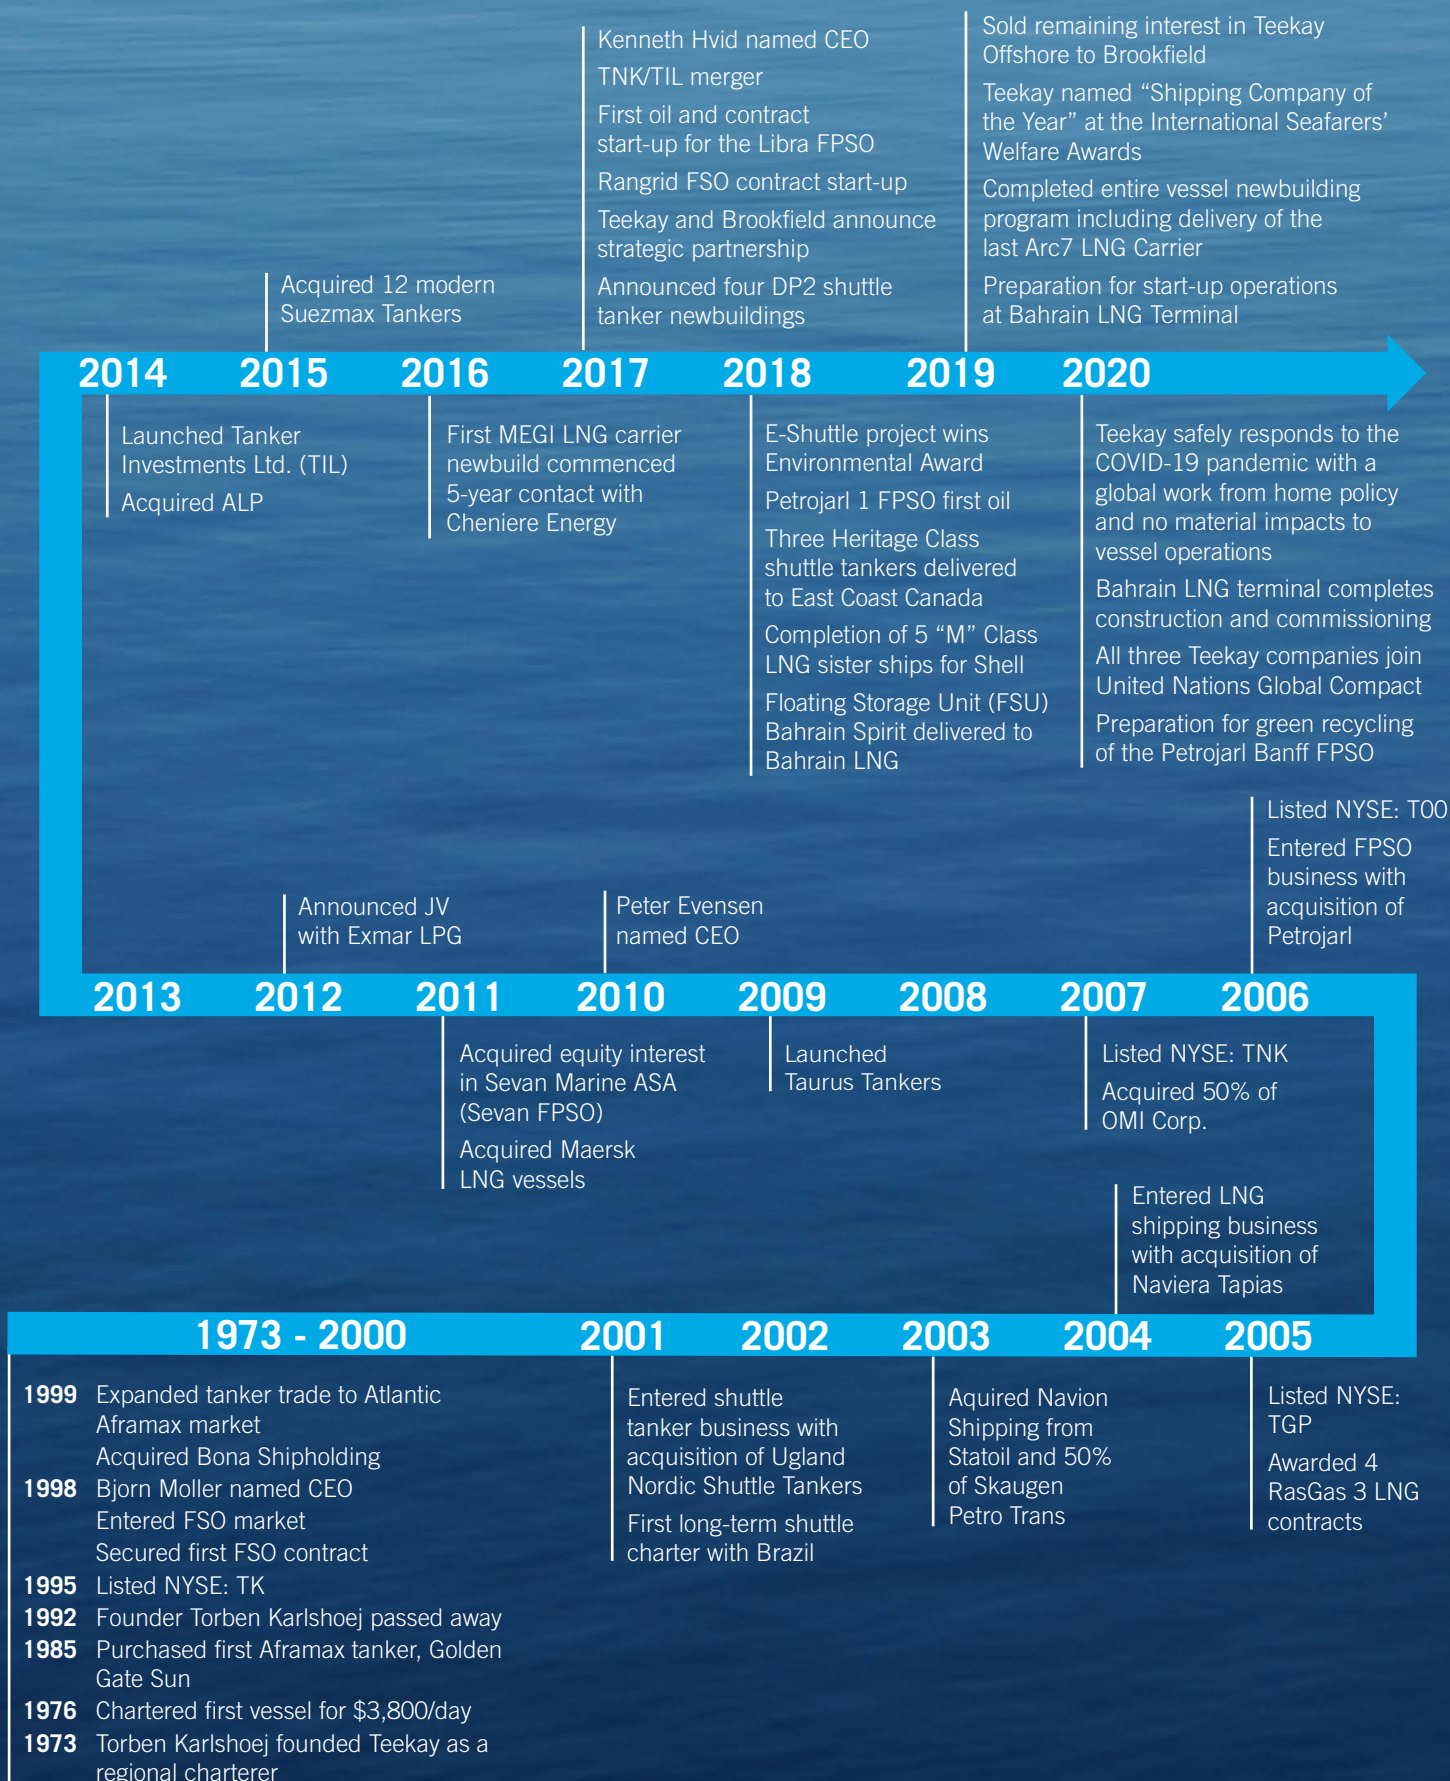 Kenneth Hvid named CEO
TNK/TIL merger
First oil and contract
start-up for the Libra FPSO
Rangrid FSO contract start-up
Teekay and Brookfield announce
strategic partnership
Announced four DP2 shuttle
tanker newbuildings
Sold remaining interest in Teekay
Offshore to Brookfield
Teekay named “Shipping Company of
the Year” at the International Seafarers’
Welfare Awards
Completed entire vessel newbuilding
program including delivery of the
last Arc7 LNG Carrier
Preparation for start-up operations
at Bahrain LNG Terminal
Acquired 12 modern
Suezmax Tankers
2014 2015 2016 2017 2018 2019 2020
Launched Tanker
Investments Ltd. (TIL)
Acquired ALP
First MEGI LNG carrier
newbuild commenced
5-year contact with
Cheniere Energy
E-Shuttle project wins
Environmental Award
Petrojarl 1 FPSO first oil
Three Heritage Class
shuttle tankers delivered
to East Coast Canada
Completion of 5 “M” Class
LNG sister ships for Shell
Floating Storage Unit (FSU)
Bahrain Spirit delivered to
Bahrain LNG
Teekay safely responds to the
COVID-19 pandemic with a
global work from home policy
and no material impacts to
vessel operations
Bahrain LNG terminal completes
construction and commissioning
All three Teekay companies join
United Nations Global Compact
Preparation for green recycling
of the Petrojarl Banff FPSO
Announced JV
with Exmar LPG
Peter Evensen
named CEO
Listed NYSE: TOO
Entered FPSO
business with
acquisition of
Petrojarl
2013 2012 2011 2010 2009 2008 2007 2006
Acquired equity interest
in Sevan Marine ASA
(Sevan FPSO)
Acquired Maersk
LNG vessels
Launched
Taurus Tankers
Listed NYSE: TNK
Acquired 50% of
OMI Corp.
Entered LNG
shipping business
with acquisition of
Naviera Tapias
1973 - 2000 2001 2002 2003 2004 2005
1999 Expanded tanker trade to Atlantic
Aframax market
Acquired Bona Shipholding
1998 Bjorn Moller named CEO
Entered FSO market
Secured first FSO contract
1995 Listed NYSE: TK
1992 Founder Torben Karlshoej passed away
1985 Purchased first Aframax tanker, Golden
Gate Sun
1976 Chartered first vessel for $3,800/day
1973 Torben Karlshoej founded Teekay as a
regional charterer
Entered shuttle
tanker business with
acquisition of Ugland
Nordic Shuttle Tankers
First long-term shuttle
charter with Brazil
Aquired Navion
Shipping from
Statoil and 50%
of Skaugen
Petro Trans
Listed NYSE:
TGP
Awarded 4
RasGas 3 LNG
contracts